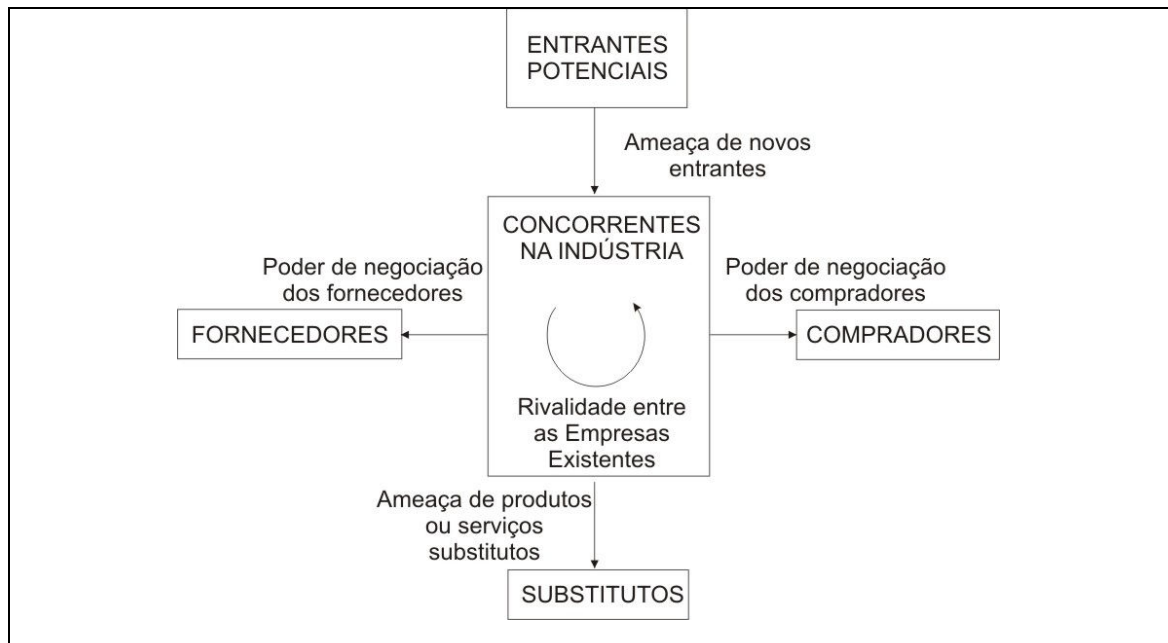 ENTRANTES
POTENCIAIS
Ameaça de novos
entrantes
CONCORRENTES
NA INDÚSTRIA
Poder de negociação
dos fornecedores
Poder de negociação
dos compradores
FORNECEDORES
COMPRADORES
Rivalidade entre
as Empresas
Existentes
Ameaça de produtos
ou serviços
substitutos
SUBSTITUTOS